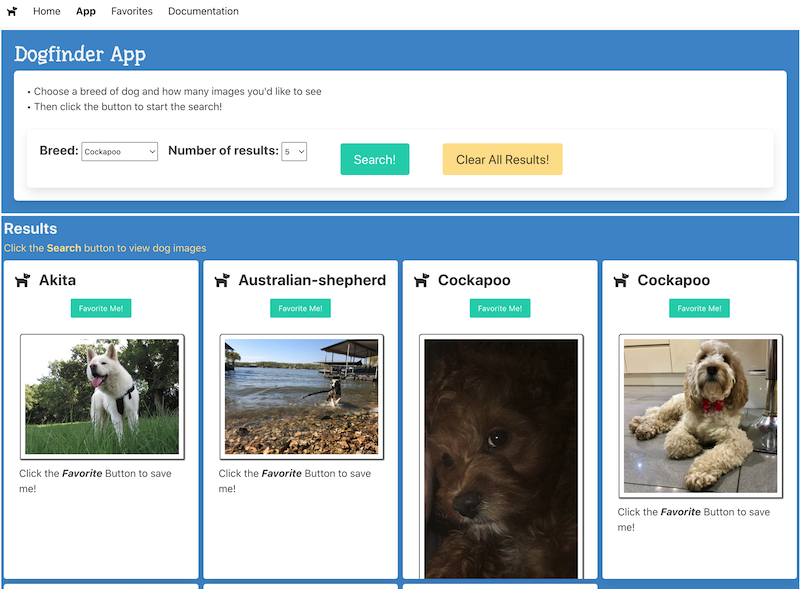 Home App Favorites Documentation
Dogfinder App
• Choose a breed of dog and how many images you'd like to see
• Then click the button to start the search!
Breed: Cockapoo Number of results: 5 Search! Clear All Results!
Results
Click the Search button to view dog images
Akita
Favorite Me!
Click the Favorite Button to save
me!
Australian-shepherd
Favorite Me!
Click the Favorite Button to save
me!
Cockapoo
Favorite Me!
Cockapoo
Favorite Me!
Click the Favorite Button to save
me!